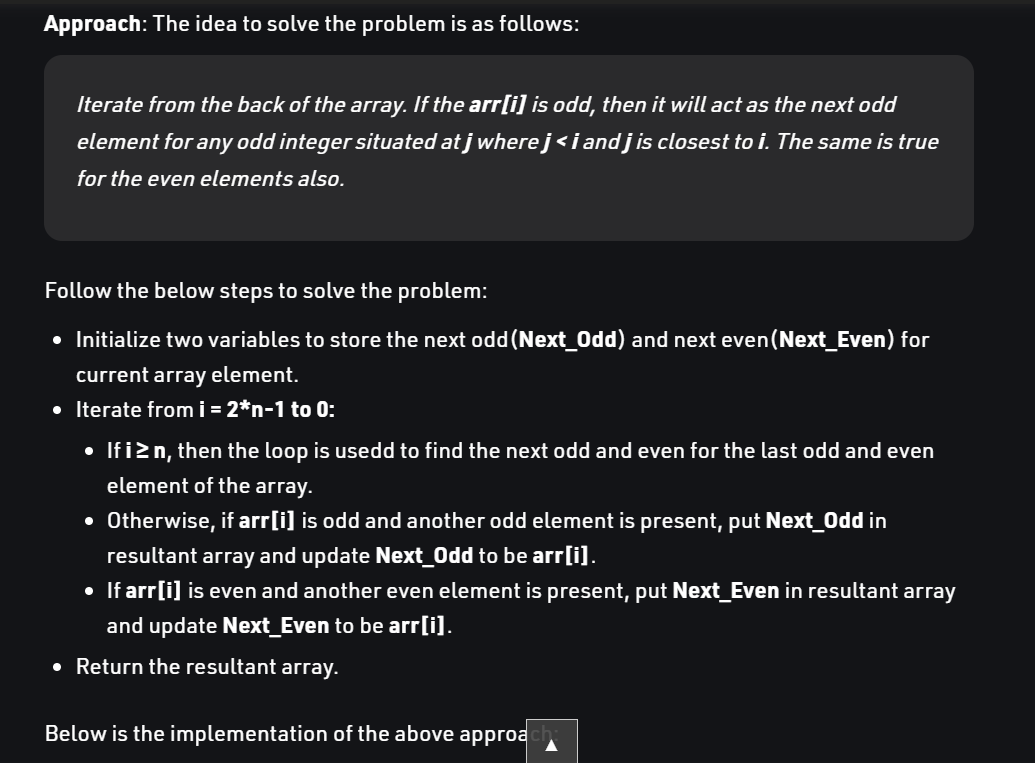 Approach: The idea to solve the problem is as follows:
Iterate from the back of the array. If the arr[i] is odd, then it will act as the next odd
element for any odd integer situated at j where j < i and j is closest to i. The same is true
for the even elements also.
Follow the below steps to solve the problem:
• Initialize two variables to store the next odd(Next_Odd) and next even(Next_Even) for
current array element.
• Iterate from i = 2*n-1 to 0:
• If i ≥ n, then the loop is usedd to find the next odd and even for the last odd and even
element of the array.
• Otherwise, if arr[i] is odd and another odd element is present, put Next_Odd in
resultant array and update Next_Odd to be arr[i].
• If arr[i] is even and another even element is present, put Next_Even in resultant array
and update Next_Even to be arr[i].
• Return the resultant array.
Below is the implementation of the above approach: